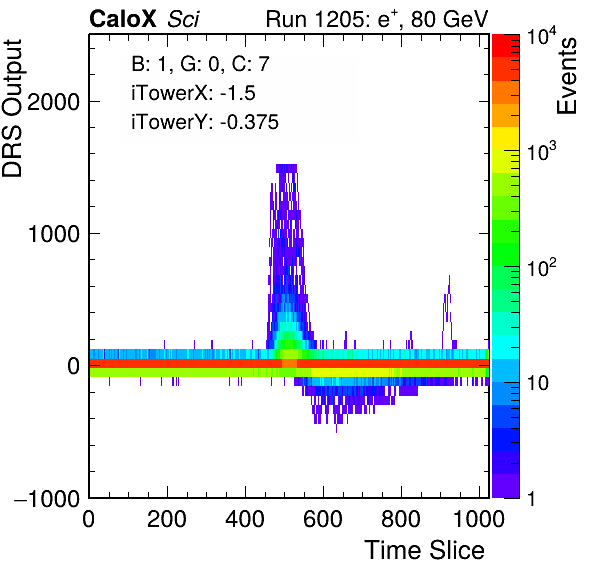 CaloX Sci
Run 1205: e⁺, 80 GeV
B: 1, G: 0, C: 7
iTowerX: -1.5
iTowerY: -0.375
DRS Output
2000
1000
0
−1000
0 200 400 600 800 1000
Time Slice
Events
10⁴
10³
10²
10
1